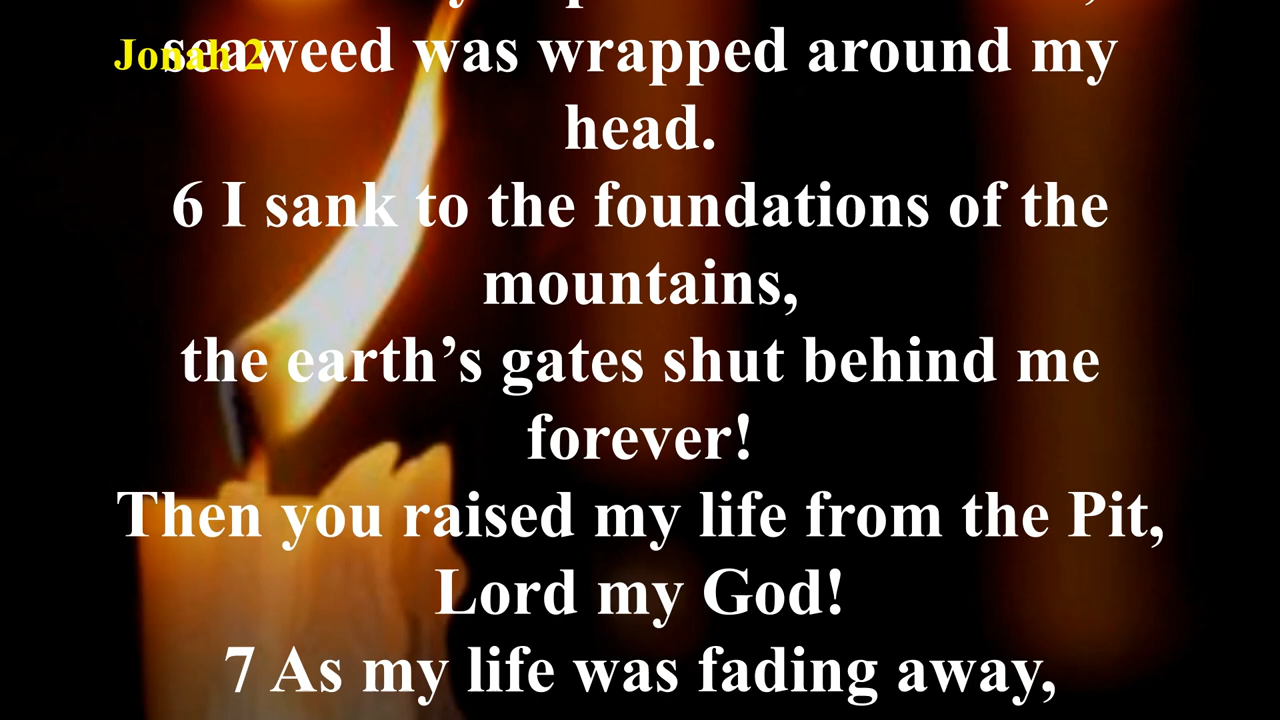 Jonah 2
seaweed was wrapped around my
head.
6 I sank to the foundations of the
mountains,
the earth’s gates shut behind me
forever!
Then you raised my life from the Pit,
Lord my God!
7 As my life was fading away,